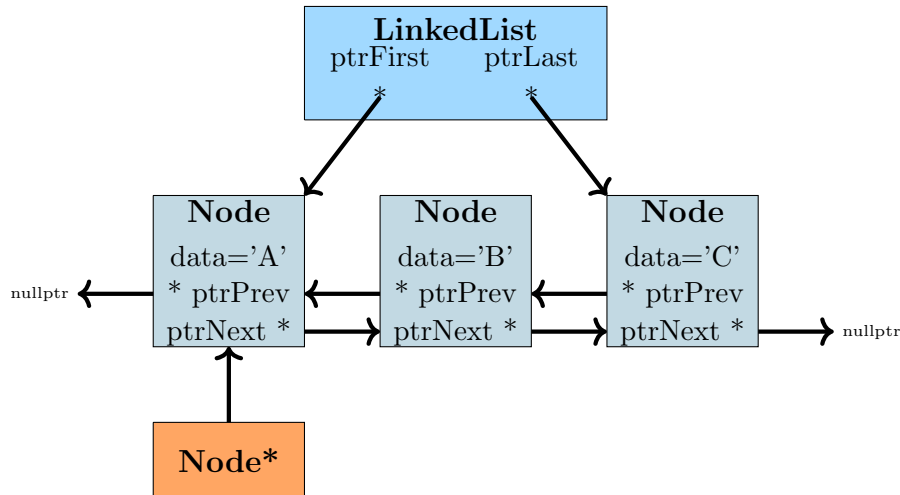 LinkedList
ptrFirst ptrLast
* *
Node Node Node
data='A' data='B' data='C'
nullptr * ptrPrev * ptrPrev * ptrPrev
ptrNext * ptrNext * ptrNext * nullptr
Node*